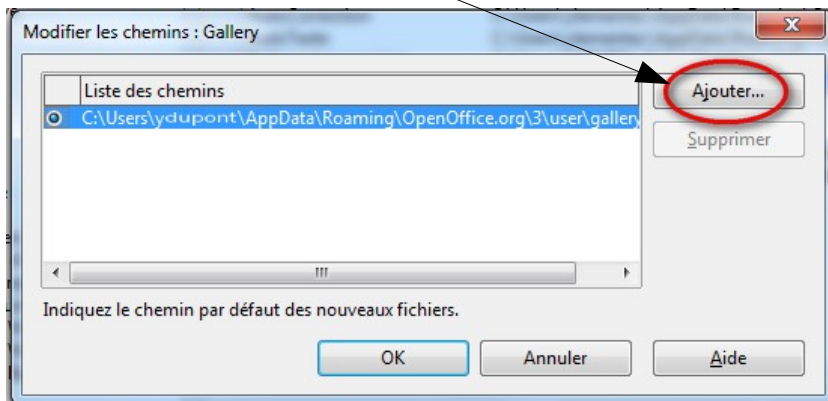 Modifier les chemins : Gallery
Liste des chemins
Ajouter...
C:\Users\ydupont\AppData\Roaming\OpenOffice.org\3\user\gallery
Supprimer
Indiquez le chemin par défaut des nouveaux fichiers.
OK
Annuler
Aide